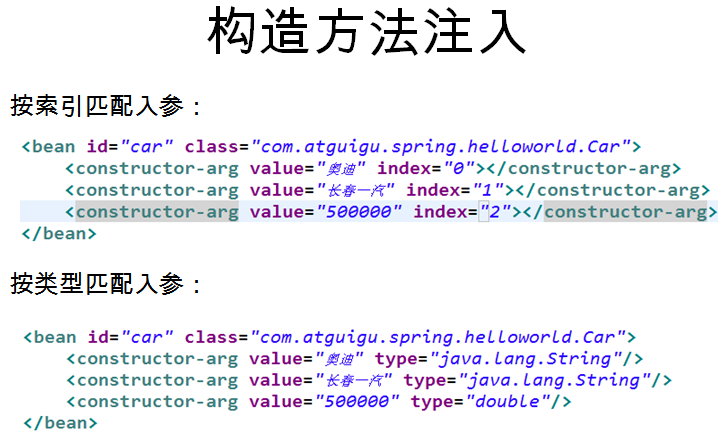 构造方法注入
按索引匹配入参：
<bean id="car" class="com.atguigu.spring.helloworld.Car">
<constructor-arg value="奥迪" index="0"></constructor-arg>
<constructor-arg value="长春一汽" index="1"></constructor-arg>
<constructor-arg value="500000" index="2"></constructor-arg>
</bean>
按类型匹配入参：
<bean id="car" class="com.atguigu.spring.helloworld.Car">
<constructor-arg value="奥迪" type="java.lang.String"/>
<constructor-arg value="长春一汽" type="java.lang.String"/>
<constructor-arg value="500000" type="double"/>
</bean>